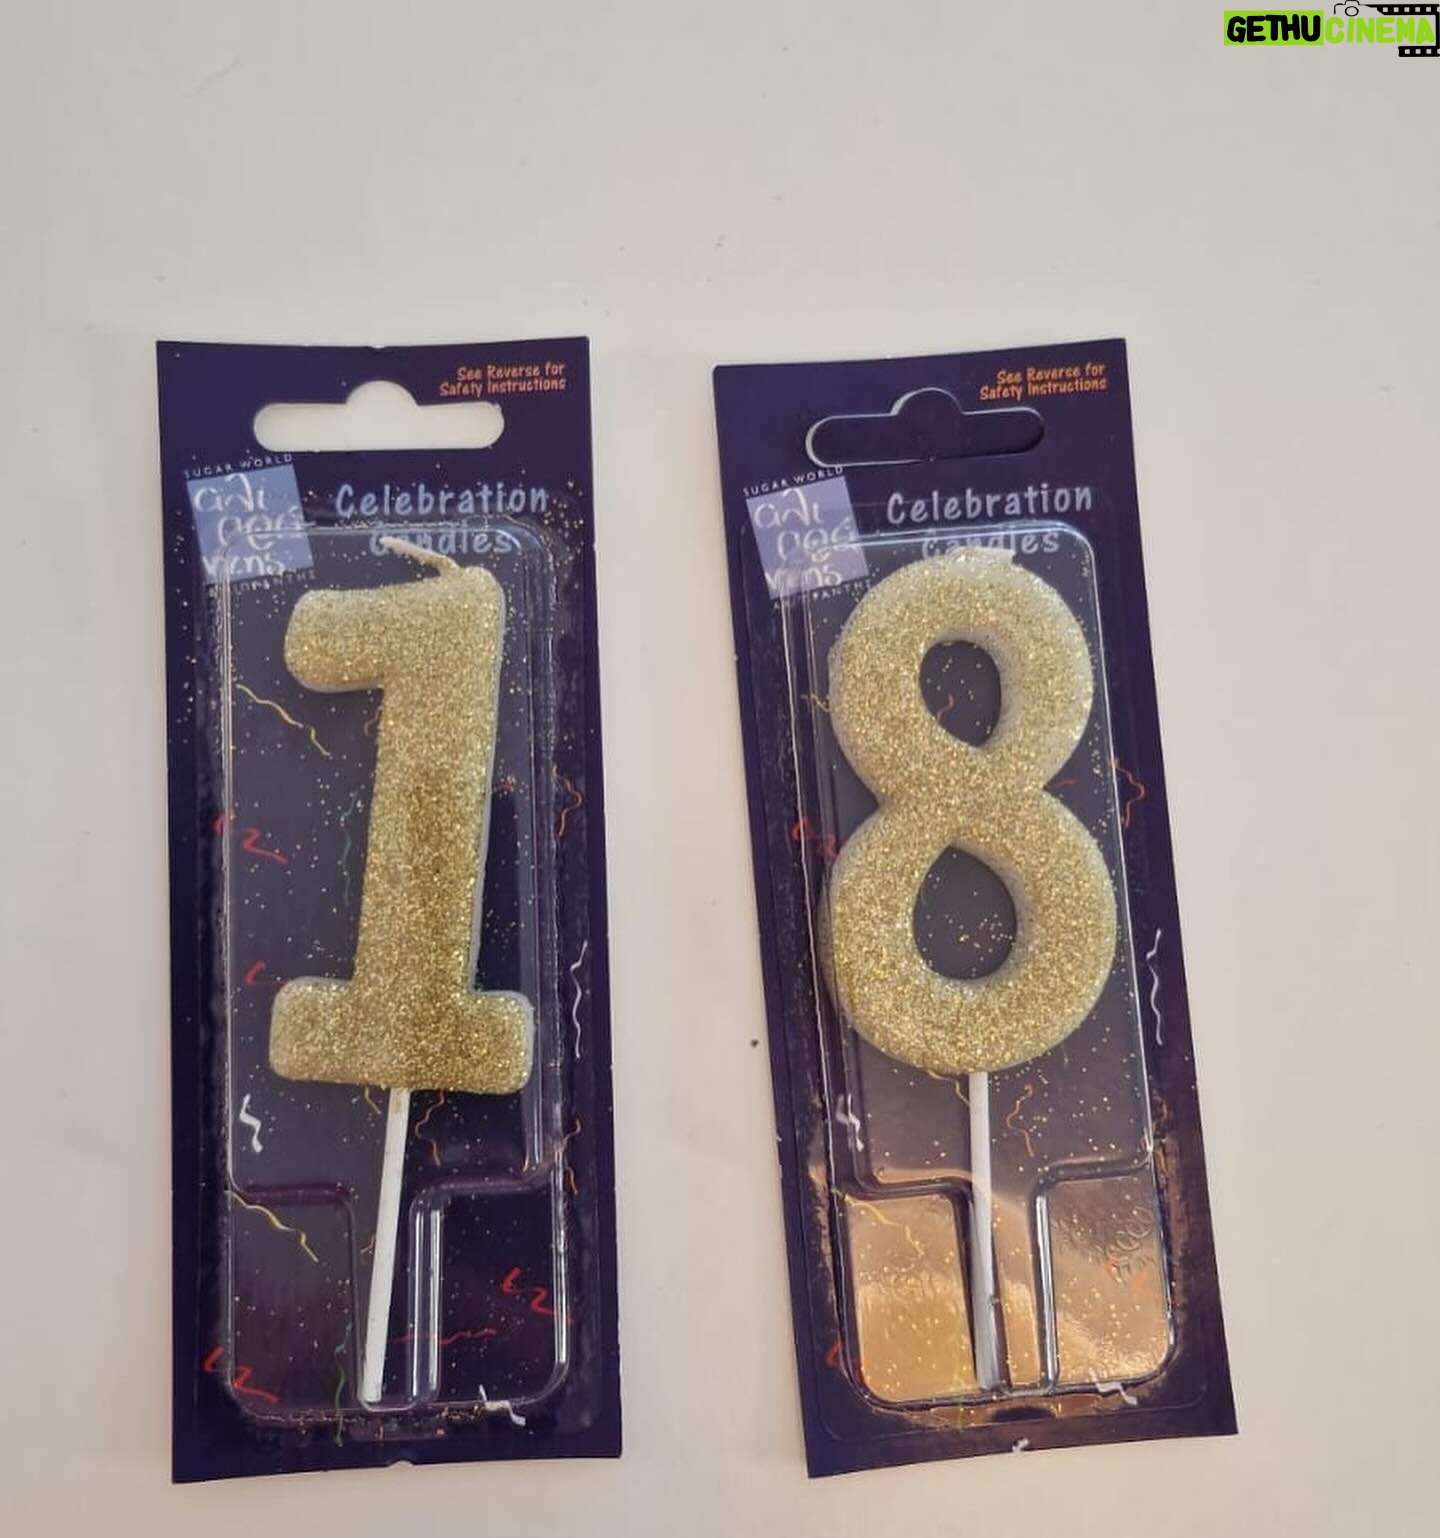 GETHUCINEMA
See Reverse for
Safety Instructions
SUGAR WORLD
Celebration
Candles
1
See Reverse for
Safety Instructions
SUGAR WORLD
Celebration
Candles
8